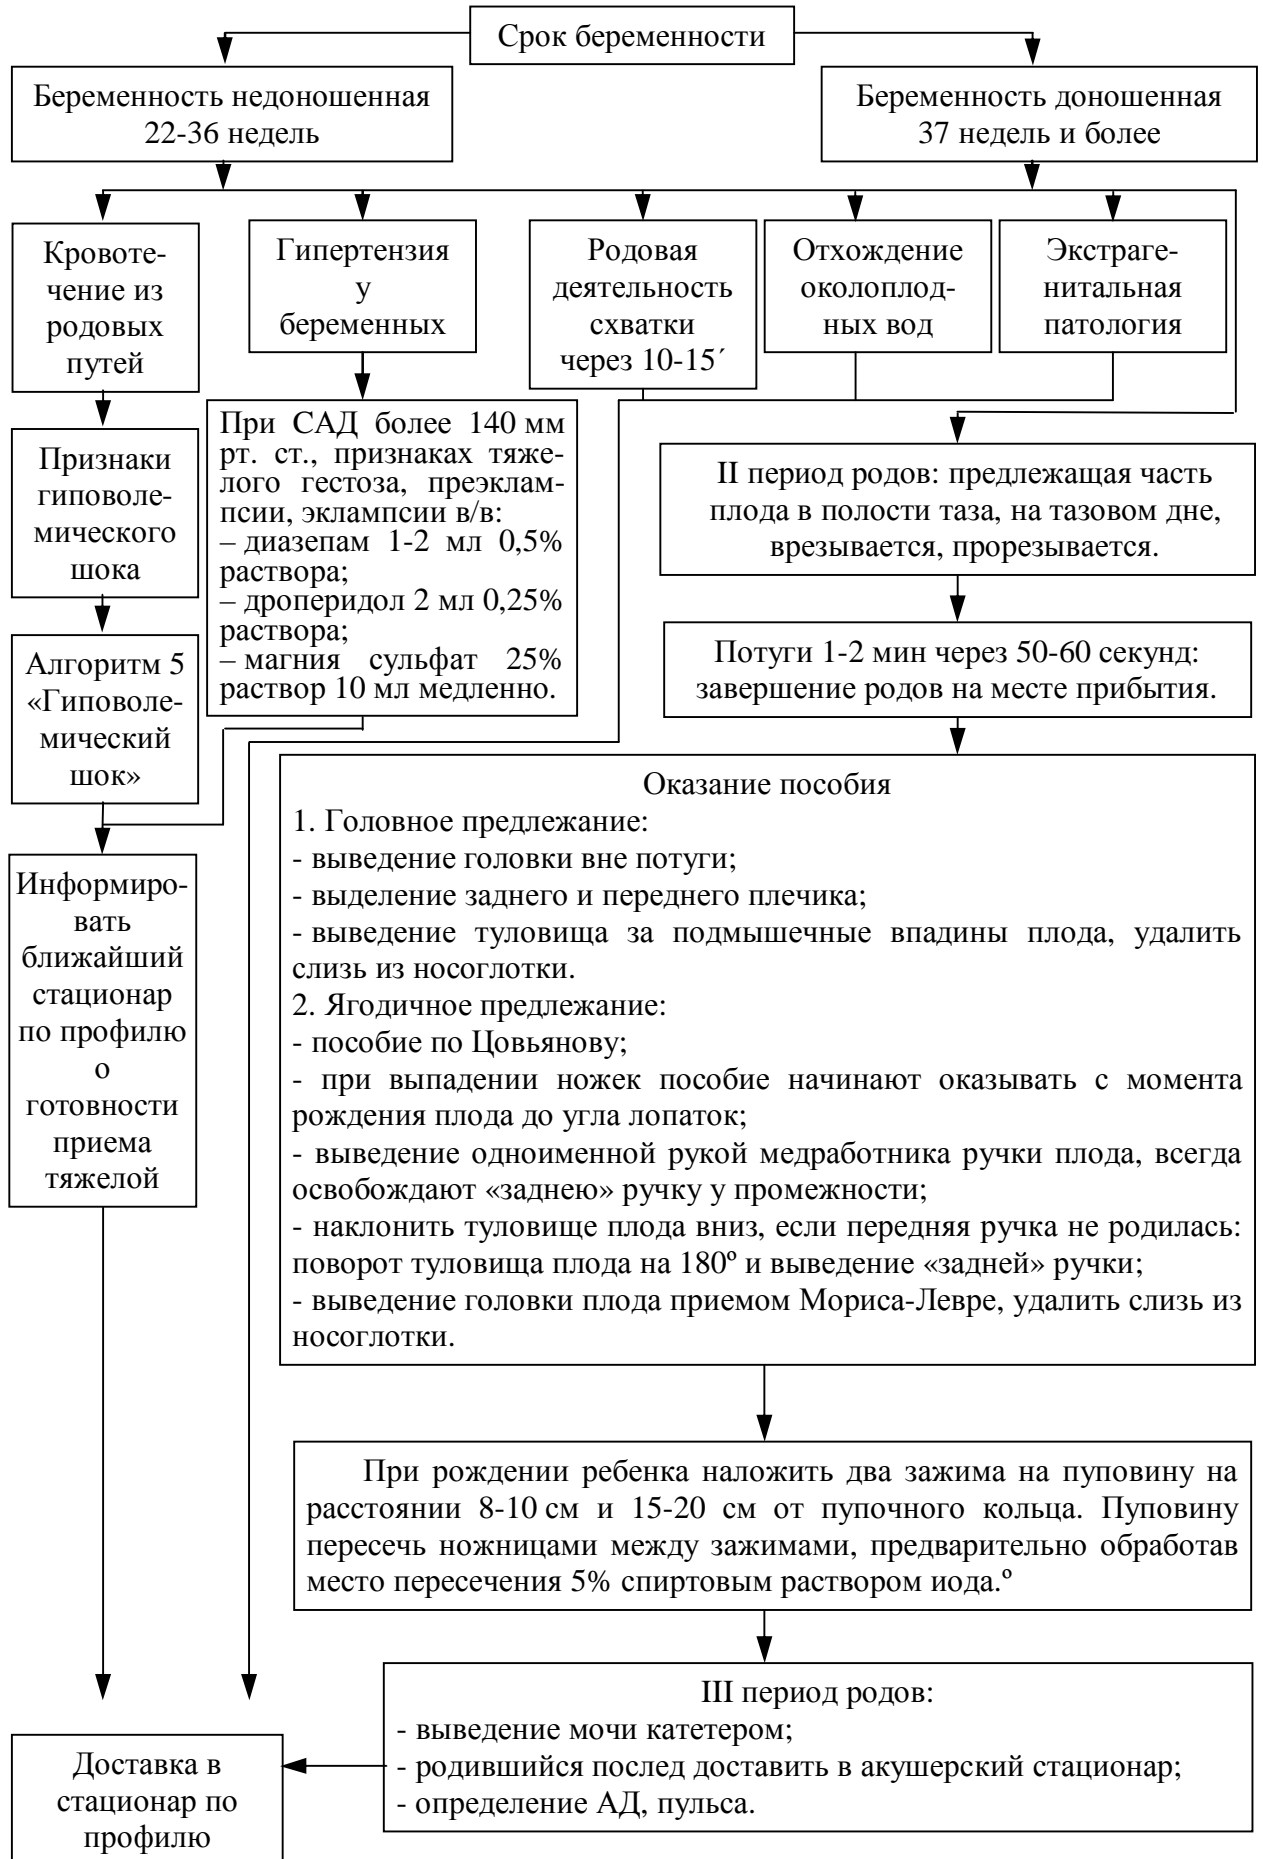 Срок беременности
Беременность недоношенная
22-36 недель
Беременность доношенная
37 недель и более
Кровоте-
чение из
родовых
путей
Гипертензия
у
беременных
Родовая
деятельность
схватки
через 10-15´
Отхождение
околоплод-
ных вод
Экстраге-
нитальная
патология
Признаки
гиповоле-
мического
шока
При САД более 140 мм
рт. ст., признаках тяже-
лого гестоза, преэклам-
псии, эклампсии в/в:
– диазепам 1-2 мл 0,5%
раствора;
– дроперидол 2 мл 0,25%
раствора;
– магния сульфат 25%
раствор 10 мл медленно.
II период родов: предлежащая часть
плода в полости таза, на тазовом дне,
врезывается, прорезывается.
Алгоритм 5
«Гиповоле-
мический
шок»
Потуги 1-2 мин через 50-60 секунд:
завершение родов на месте прибытия.
Информиро-
вать
ближайший
стационар
по профилю
о
готовности
приема
тяжелой
Оказание пособия
1. Головное предлежание:
- выведение головки вне потуги;
- выделение заднего и переднего плечика;
- выведение туловища за подмышечные впадины плода, удалить
слизь из носоглотки.
2. Ягодичное предлежание:
- пособие по Цовьянову;
- при выпадении ножек пособие начинают оказывать с момента
рождения плода до угла лопаток;
- выведение одноименной рукой медработника ручки плода, всегда
освобождают «заднею» ручку у промежности;
- наклонить туловище плода вниз, если передняя ручка не родилась:
поворот туловища плода на 180º и выведение «задней» ручки;
- выведение головки плода приемом Мориса-Левре, удалить слизь из
носоглотки.
При рождении ребенка наложить два зажима на пуповину на
расстоянии 8-10 см и 15-20 см от пупочного кольца. Пуповину
пересечь ножницами между зажимами, предварительно обработав
место пересечения 5% спиртовым раствором иода.º
III период родов:
- выведение мочи катетером;
- родившийся послед доставить в акушерский стационар;
- определение АД, пульса.
Доставка в
стационар по
профилю